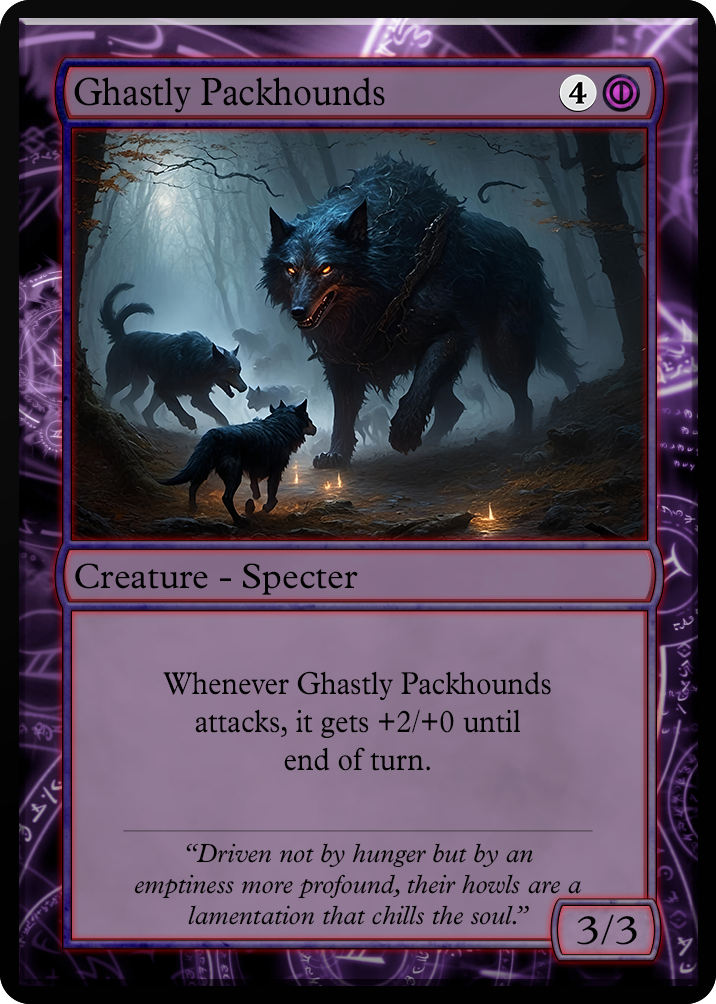 Ghastly Packhounds 4
Creature - Specter
Whenever Ghastly Packhounds
attacks, it gets +2/+0 until
end of turn.
“Driven not by hunger but by an
emptiness more profound, their howls are a
lamentation that chills the soul.”
3/3